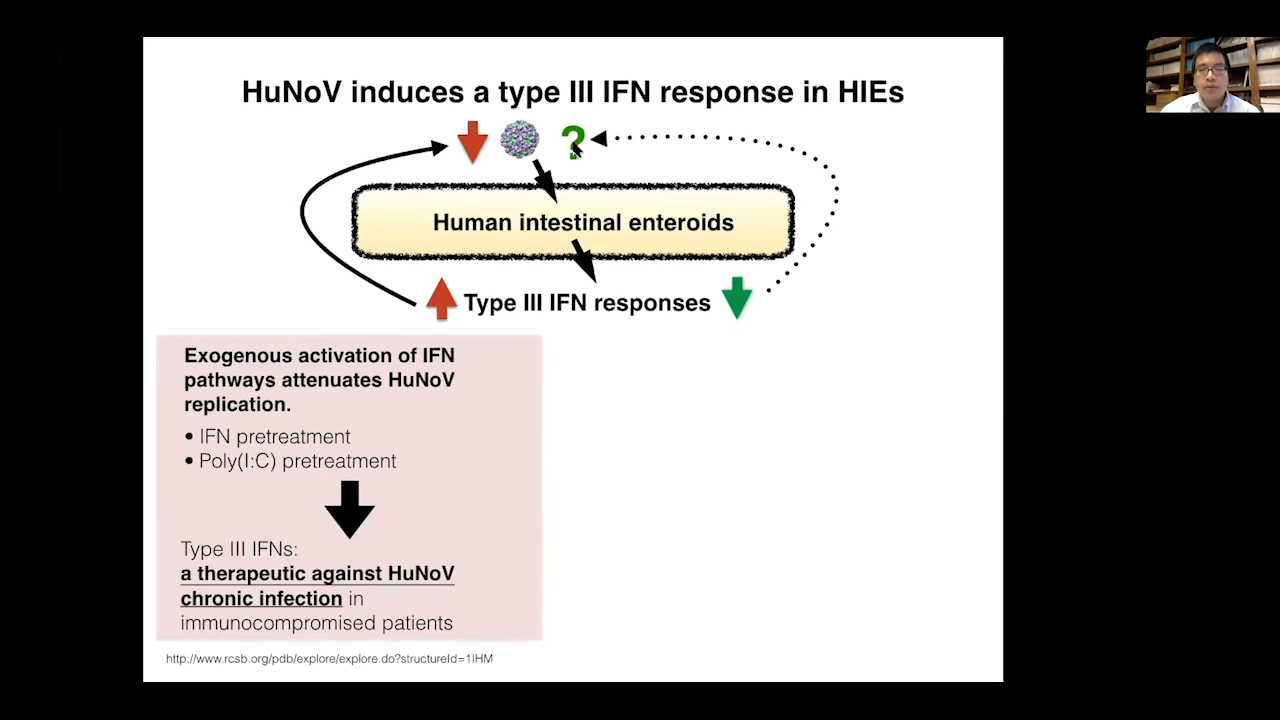 HuNoV induces a type III IFN response in HIEs
?
Human intestinal enteroids
Type III IFN responses
Exogenous activation of IFN
pathways attenuates HuNoV
replication.
• IFN pretreatment
• Poly(I:C) pretreatment
Type III IFNs:
a therapeutic against HuNoV
chronic infection in
immunocompromised patients
http://www.rcsb.org/pdb/explore/explore.do?structureId=1IHM